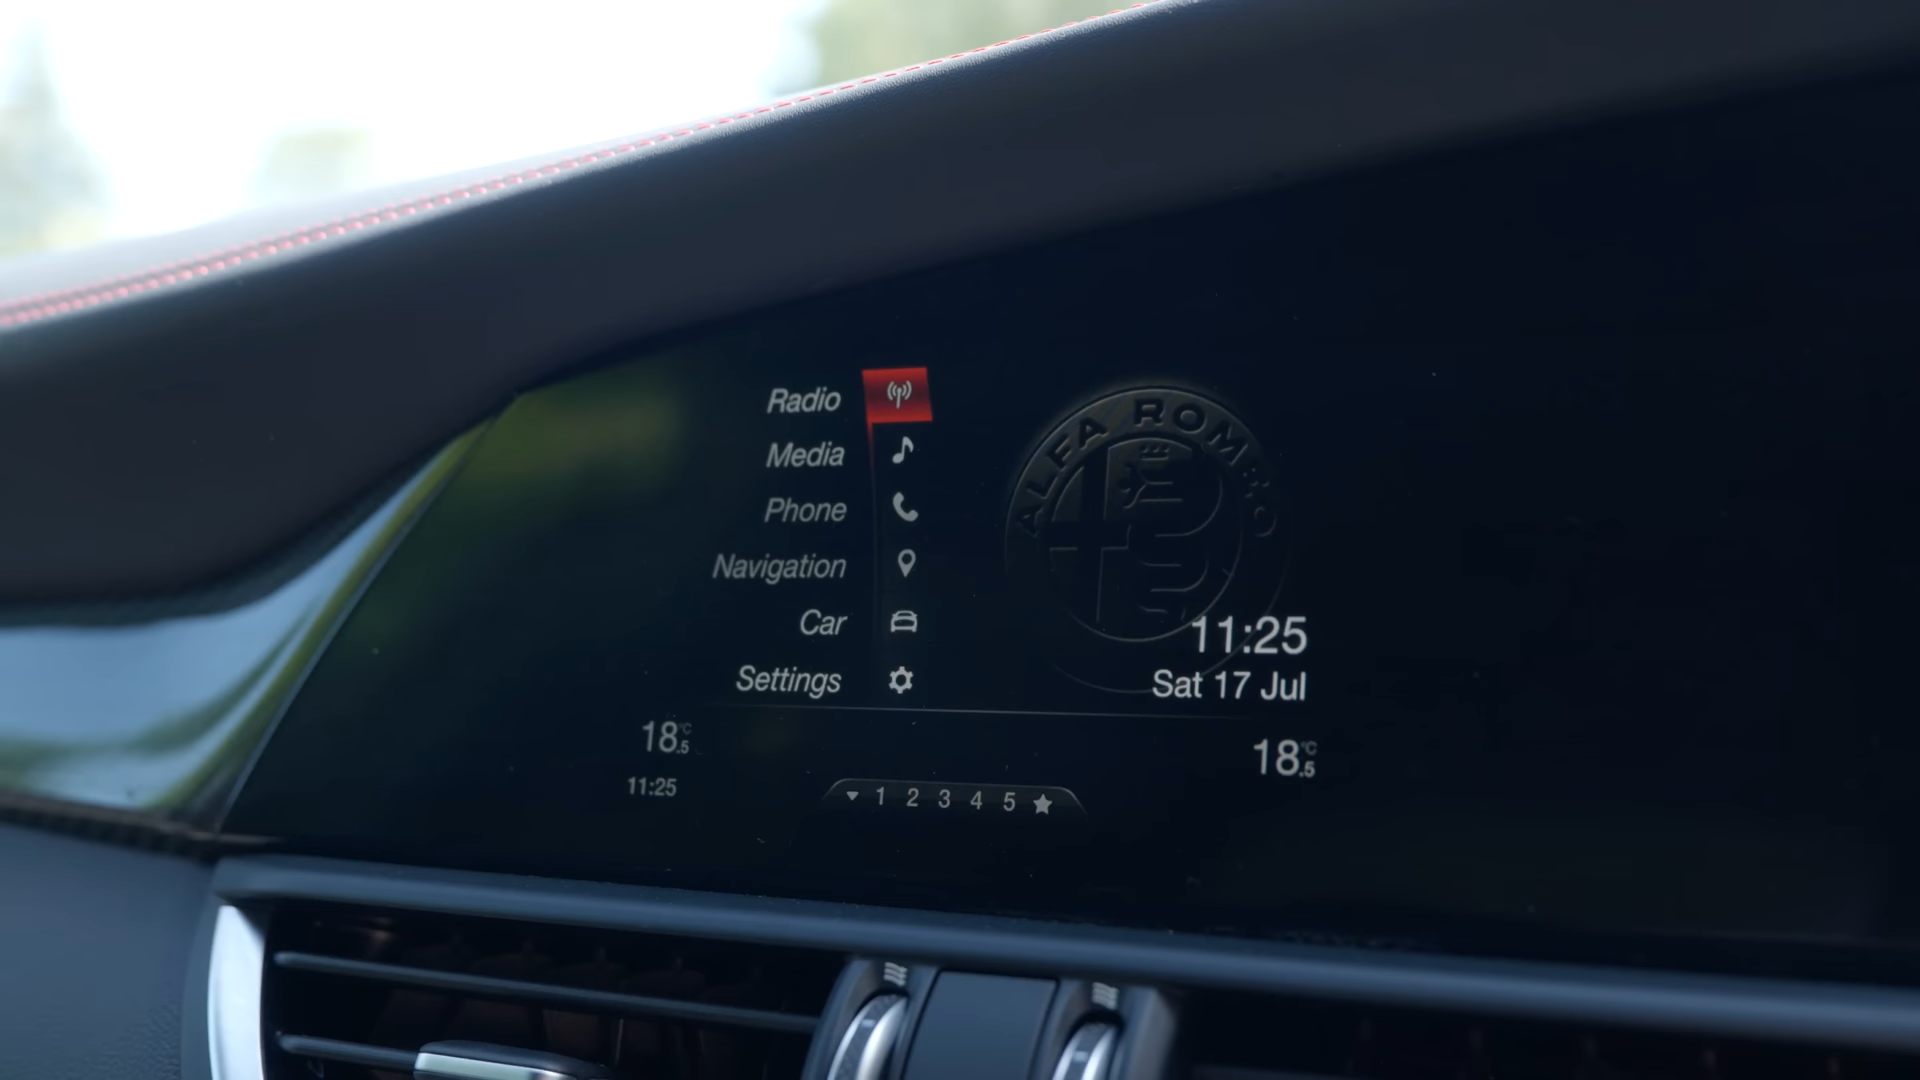 Radio
Media
Phone
Navigation
Car
Settings
ALFA ROMEO
11:25
Sat 17 Jul
18.5°C
11:25
18.5°C
1 2 3 4 5